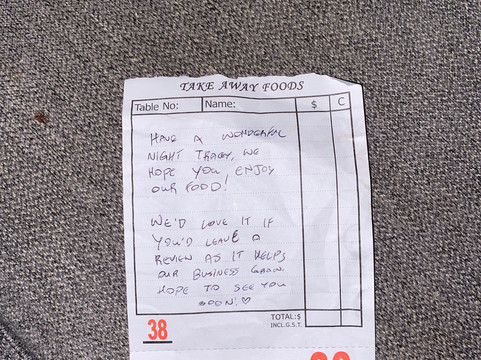 TAKE AWAY FOODS
Table No: Name: $ C
HAVE A WONDERFUL
NIGHT TRACEY, WE
HOPE YOU ENJOY
OUR FOOD!
WE'D LOVE IT IF
YOU'D LEAVE A
REVIEW AS IT HELPS
OUR BUSINESS GROW.
HOPE TO SEE YOU
SOON! ♡
TOTAL:$
INCL.G.S.T.
38